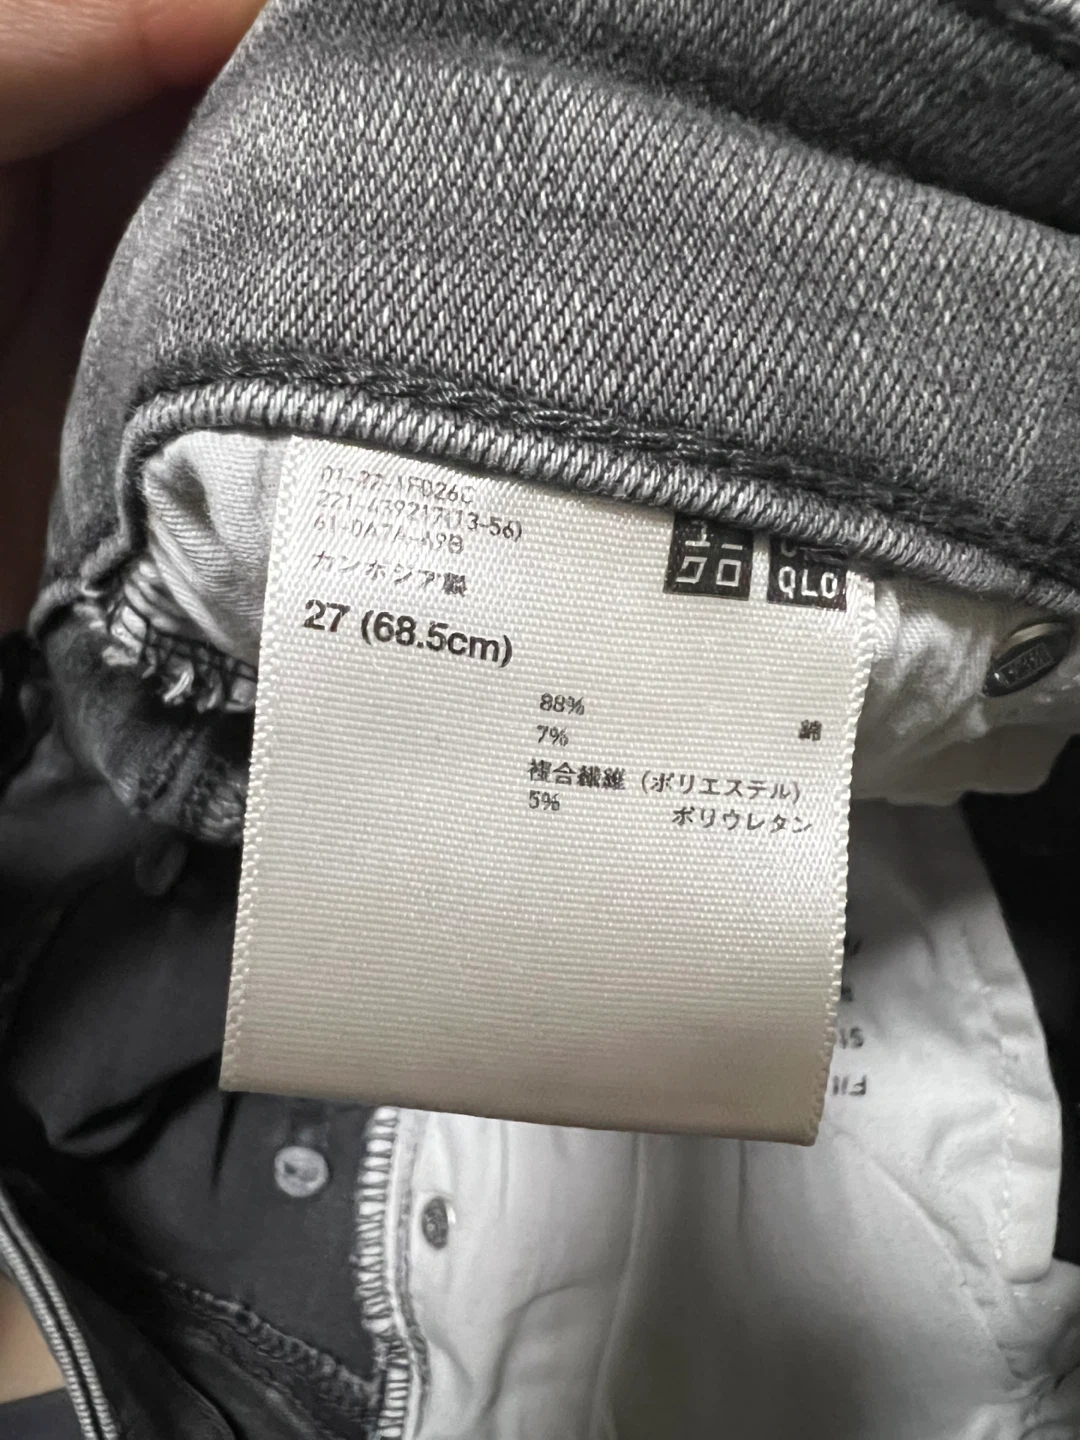 01-22-AF026C
221-439217(13-56)
61-0A7A-A9B
カンボジア製
27 (68.5cm)
ユニ
クロ
QLO
88%
綿
7%
複合繊維 (ポリエステル)
5%
ポリウレタン